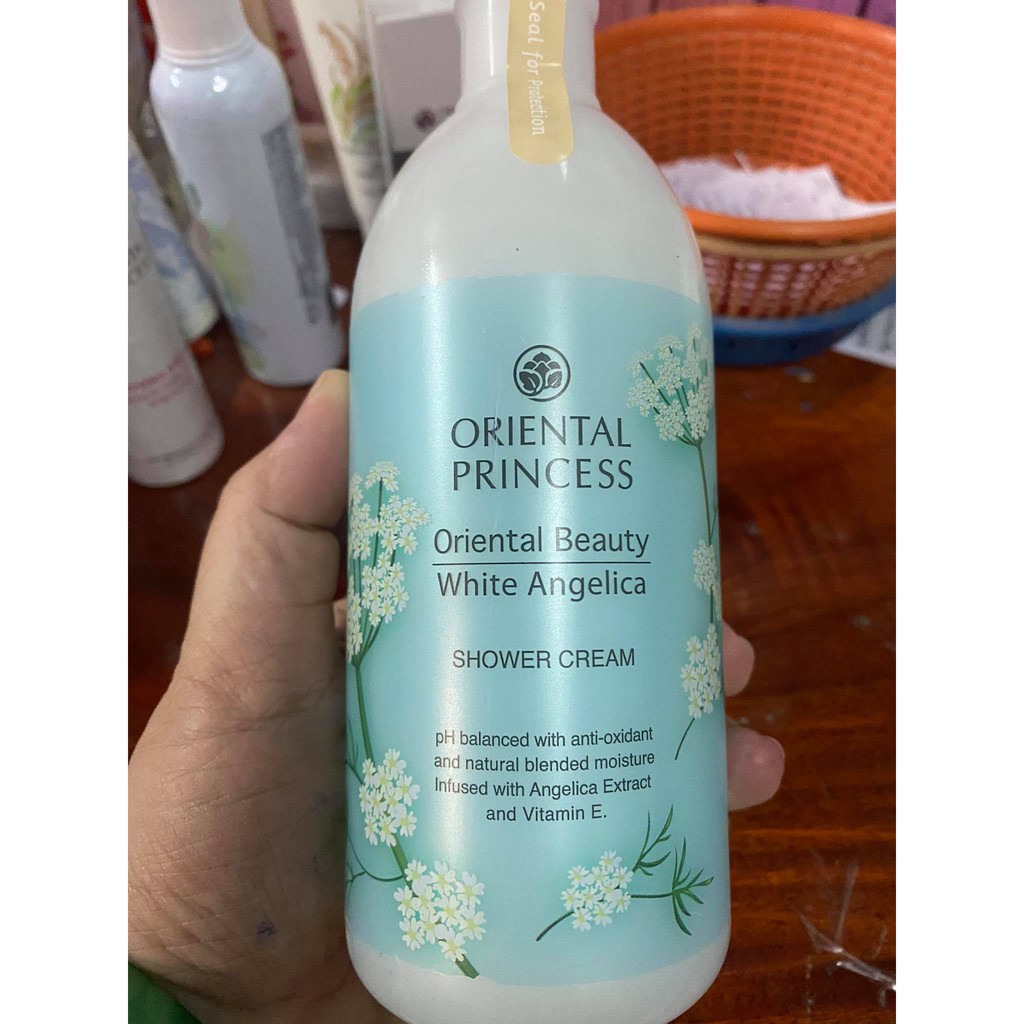 Seal for Protection
ORIENTAL
PRINCESS
Oriental Beauty
White Angelica
SHOWER CREAM
pH balanced with anti-oxidant
and natural blended moisture
Infused with Angelica Extract
and Vitamin E.